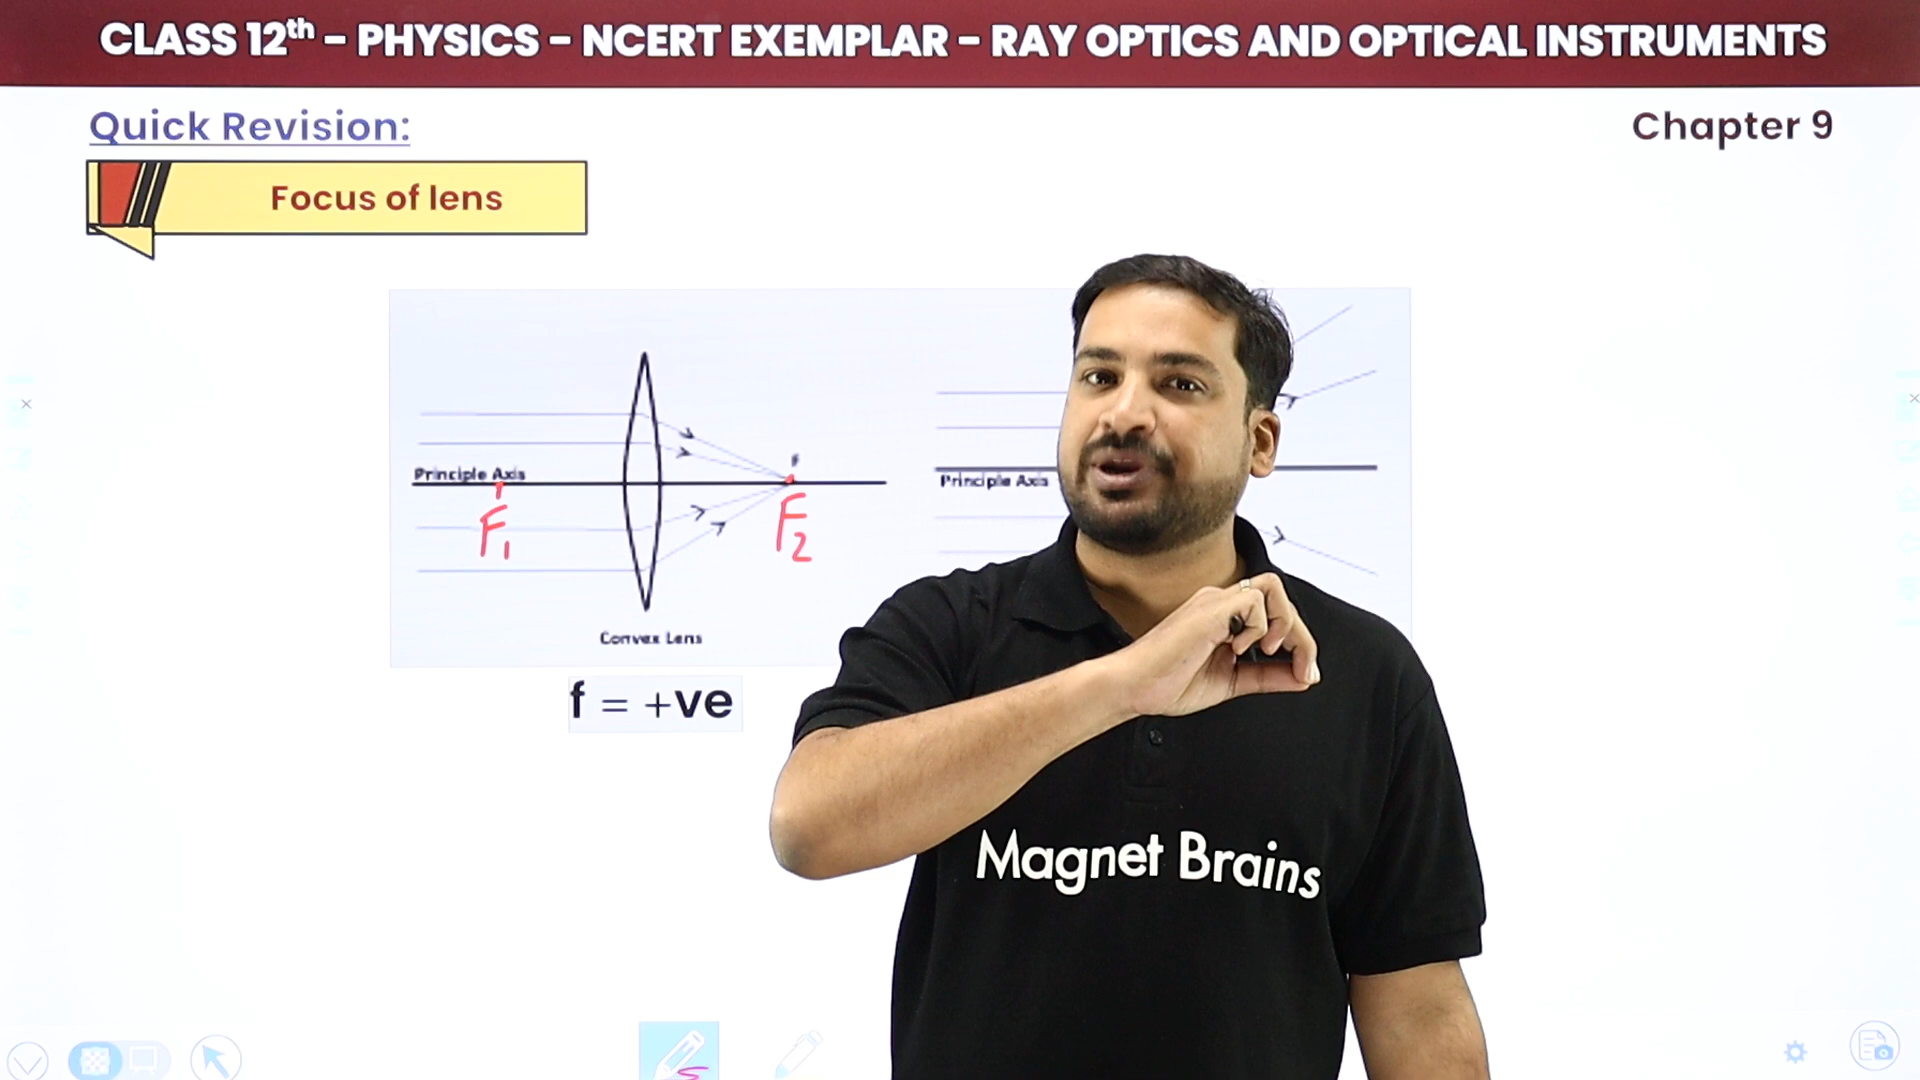 CLASS 12th - PHYSICS - NCERT EXEMPLAR - RAY OPTICS AND OPTICAL INSTRUMENTS
Quick Revision:
Chapter 9
Focus of lens
F
Principle Axis
Principle Axis
F1
F2
Convex Lens
f = +ve
Magnet Brains